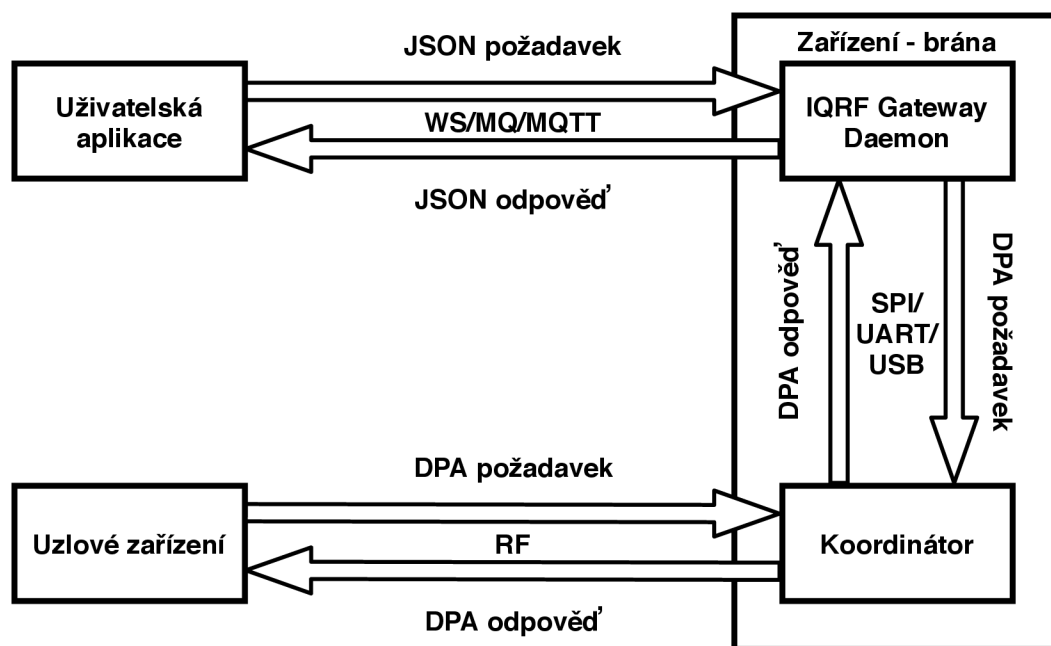 JSON požadavek
Zařízení - brána
Uživatelská
aplikace
WS/MQ/MQTT
IQRF Gateway
Daemon
JSON odpověď
DPA odpověď
SPI/
UART/
USB
DPA požadavek
DPA požadavek
Uzlové zařízení
RF
Koordinátor
DPA odpověď